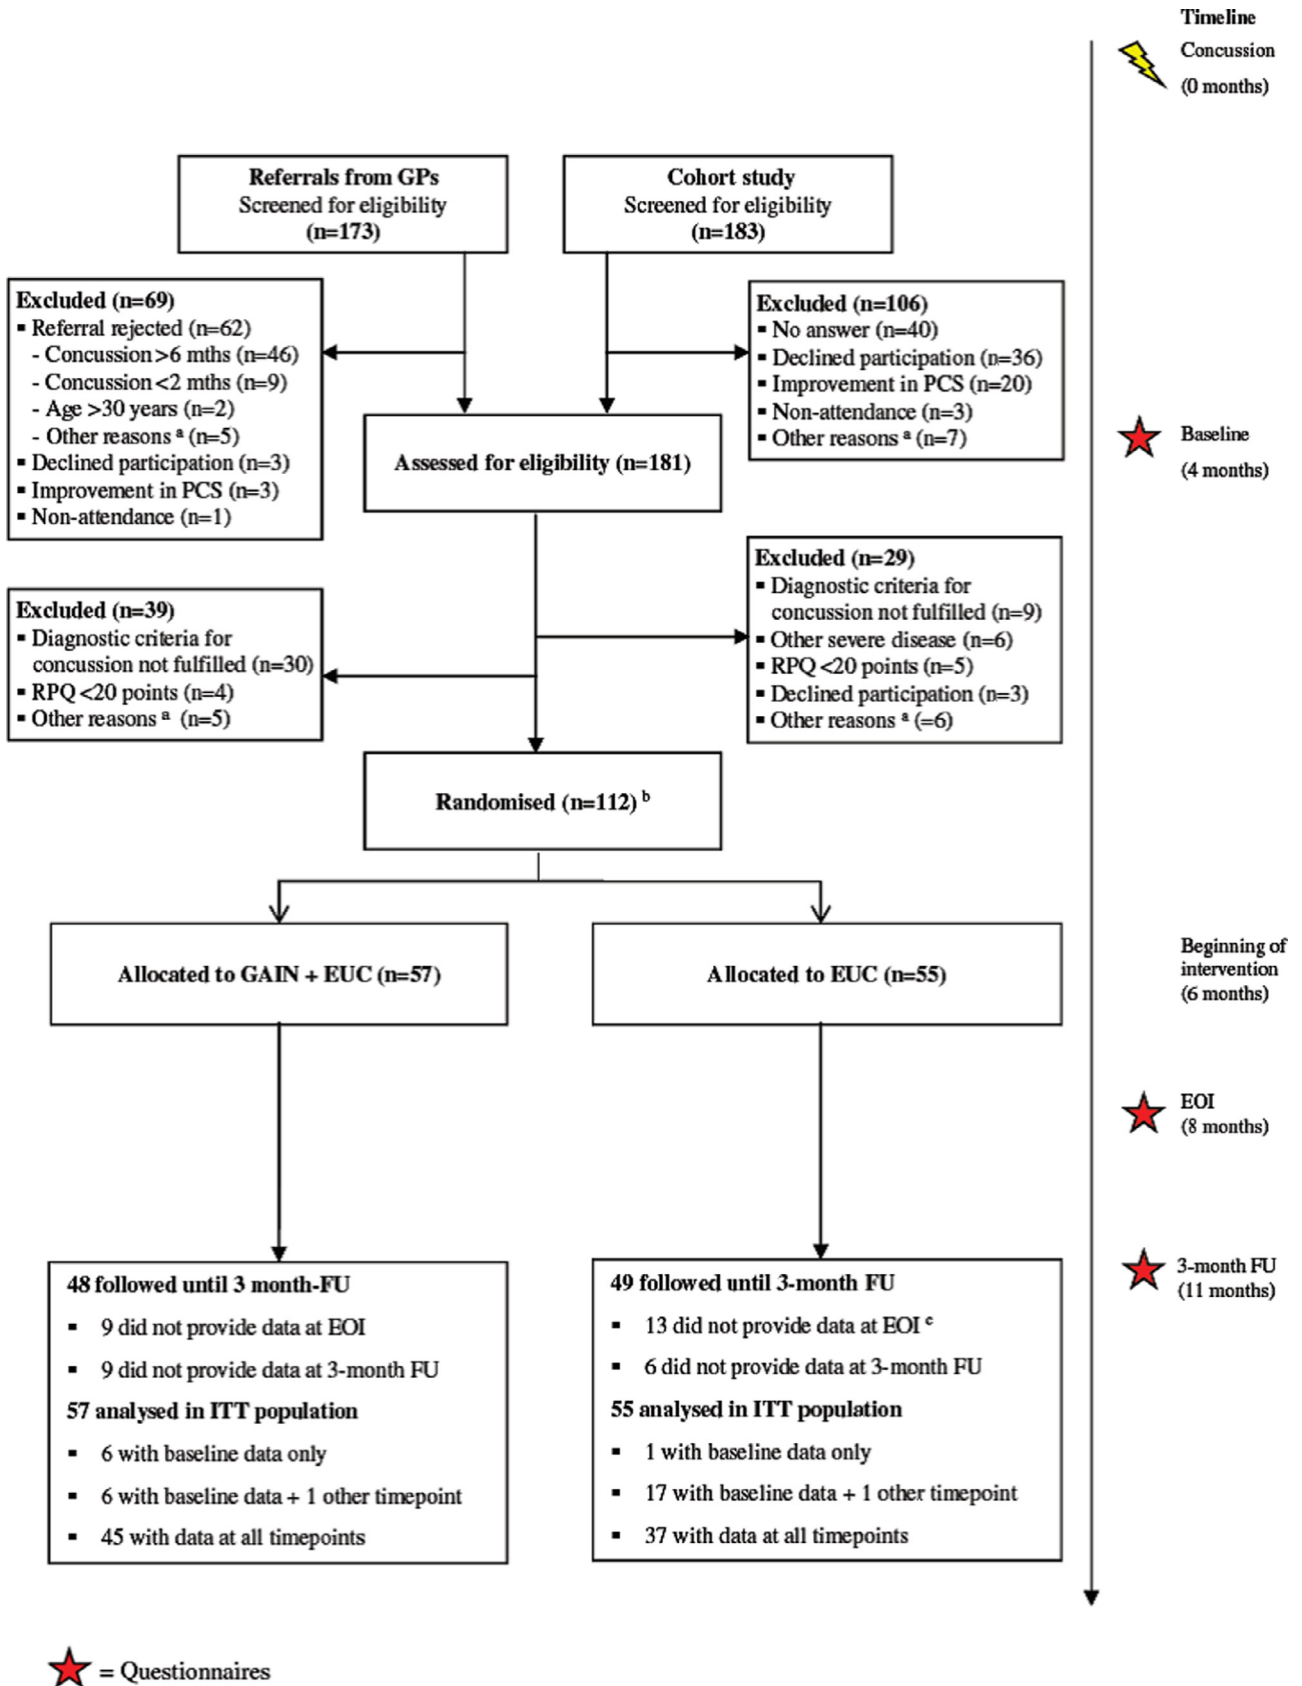 Timeline
Concussion
(0 months)
Referrals from GPs
Screened for eligibility
(n=173)
Cohort study
Screened for eligibility
(n=183)
Excluded (n=69)
▪ Referral rejected (n=62)
- Concussion >6 mths (n=46)
- Concussion <2 mths (n=9)
- Age >30 years (n=2)
- Other reasons ª (n=5)
▪ Declined participation (n=3)
▪ Improvement in PCS (n=3)
▪ Non-attendance (n=1)
Excluded (n=106)
▪ No answer (n=40)
▪ Declined participation (n=36)
▪ Improvement in PCS (n=20)
▪ Non-attendance (n=3)
▪ Other reasons ª (n=7)
Assessed for eligibility (n=181)
Baseline
(4 months)
Excluded (n=39)
▪ Diagnostic criteria for
concussion not fulfilled (n=30)
▪ RPQ <20 points (n=4)
▪ Other reasons ª (n=5)
Excluded (n=29)
▪ Diagnostic criteria for
concussion not fulfilled (n=9)
▪ Other severe disease (n=6)
▪ RPQ <20 points (n=5)
▪ Declined participation (n=3)
▪ Other reasons ª (=6)
Randomised (n=112) ᵇ
Allocated to GAIN + EUC (n=57)
Allocated to EUC (n=55)
Beginning of
intervention
(6 months)
EOI
(8 months)
48 followed until 3 month-FU
▪ 9 did not provide data at EOI
▪ 9 did not provide data at 3-month FU
57 analysed in ITT population
▪ 6 with baseline data only
▪ 6 with baseline data + 1 other timepoint
▪ 45 with data at all timepoints
49 followed until 3-month FU
▪ 13 did not provide data at EOI ᶜ
▪ 6 did not provide data at 3-month FU
55 analysed in ITT population
▪ 1 with baseline data only
▪ 17 with baseline data + 1 other timepoint
▪ 37 with data at all timepoints
3-month FU
(11 months)
= Questionnaires